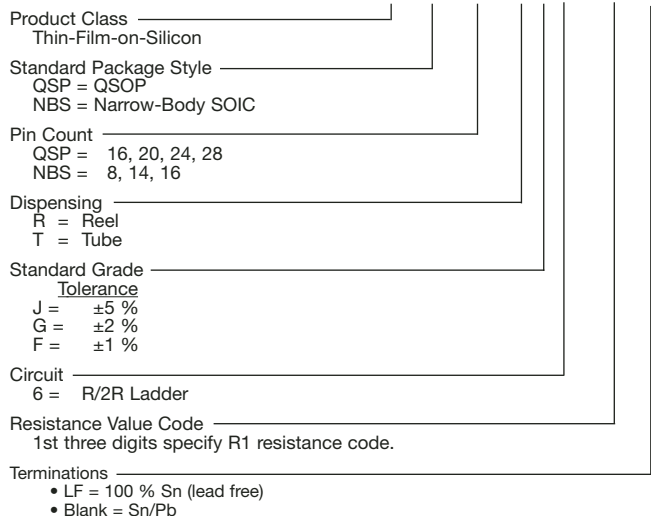 Product Class
Thin-Film-on-Silicon
Standard Package Style
QSP = QSOP
NBS = Narrow-Body SOIC
Pin Count
QSP = 16, 20, 24, 28
NBS = 8, 14, 16
Dispensing
R = Reel
T = Tube
Standard Grade
Tolerance
J = ±5 %
G = ±2 %
F = ±1 %
Circuit
6 = R/2R Ladder
Resistance Value Code
1st three digits specify R1 resistance code.
Terminations
• LF = 100 % Sn (lead free)
• Blank = Sn/Pb